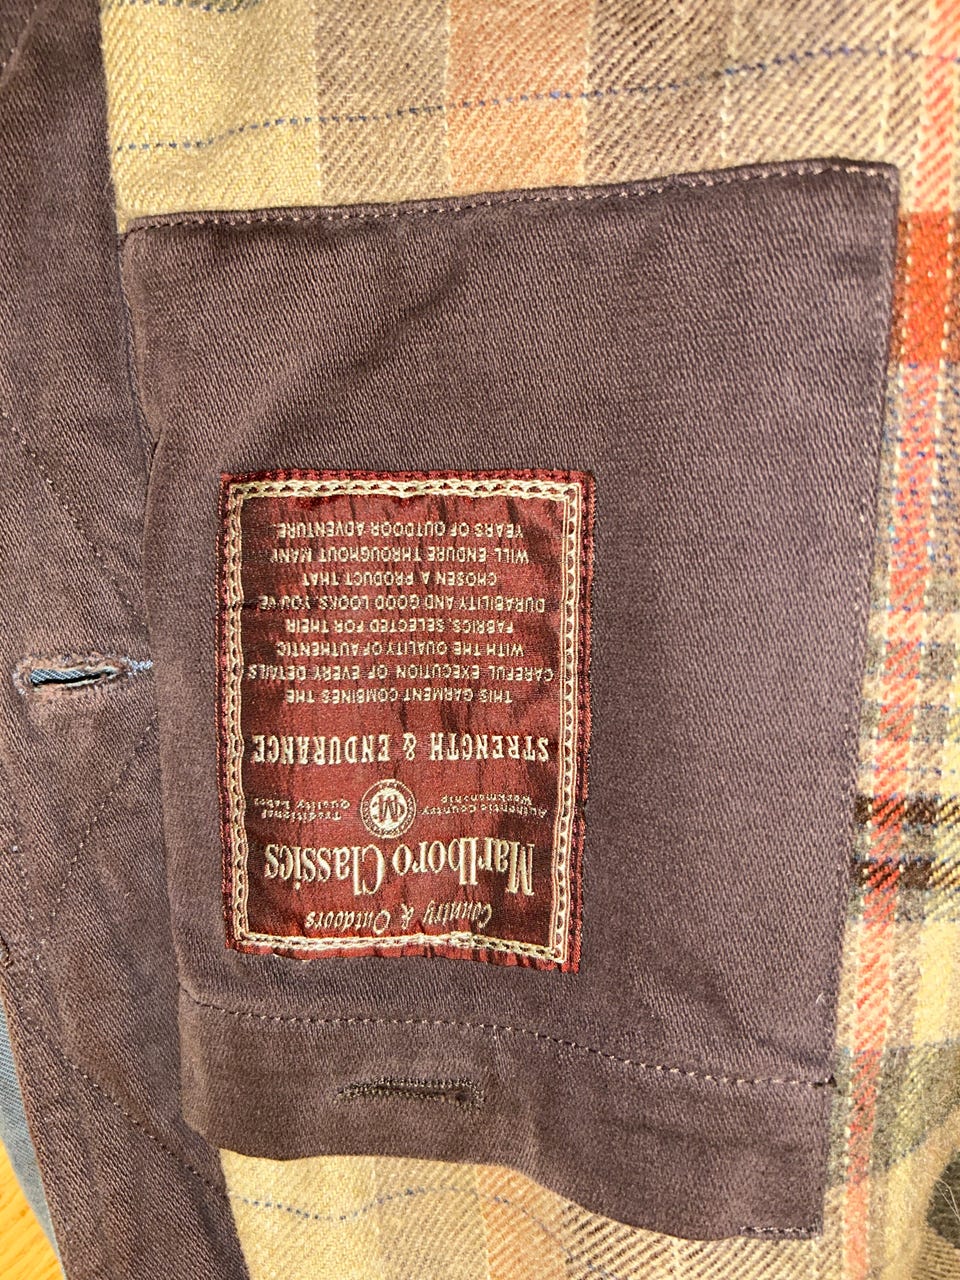 Country & Outdoors
Marlboro Classics
Authentic Country Workmanship
M
Traditional Quality Label
STRENGTH & ENDURANCE
THIS GARMENT COMBINES THE
CAREFUL EXECUTION OF EVERY DETAILS
WITH THE QUALITY OF AUTHENTIC
FABRICS, SELECTED FOR THEIR
DURABILITY AND GOOD LOOKS. YOU'VE
CHOSEN A PRODUCT THAT
WILL ENDURE THROUGHOUT MANY
YEARS OF OUTDOOR ADVENTURE.